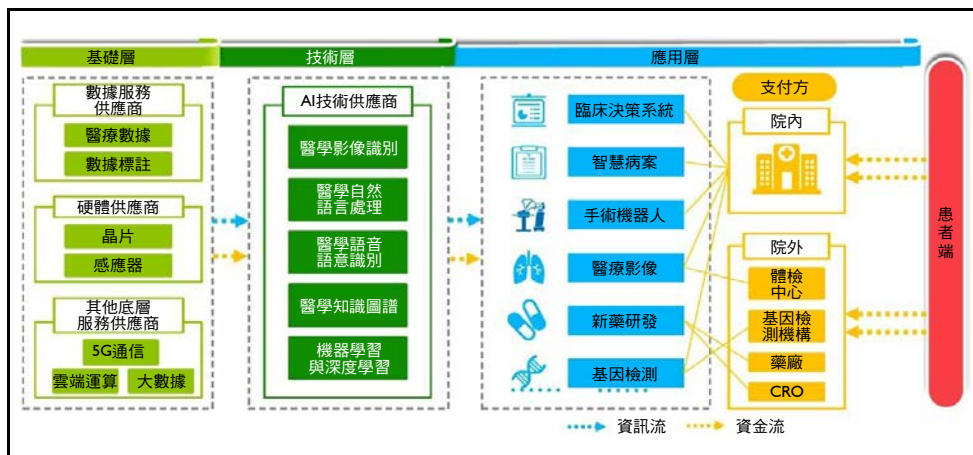 基礎層
技術層
應用層
數據服務
供應商
醫療數據
數據標註
硬體供應商
晶片
感應器
其他底層
服務供應商
5G通信
雲端運算
大數據
AI技術供應商
醫學影像識別
醫學自然
語言處理
醫學語音
語意識別
醫學知識圖譜
機器學習
與深度學習
臨床決策系統
智慧病案
手術機器人
醫療影像
新藥研發
基因檢測
支付方
院內
院外
體檢
中心
基因檢
測機構
藥廠
CRO
患者端
資訊流
資金流